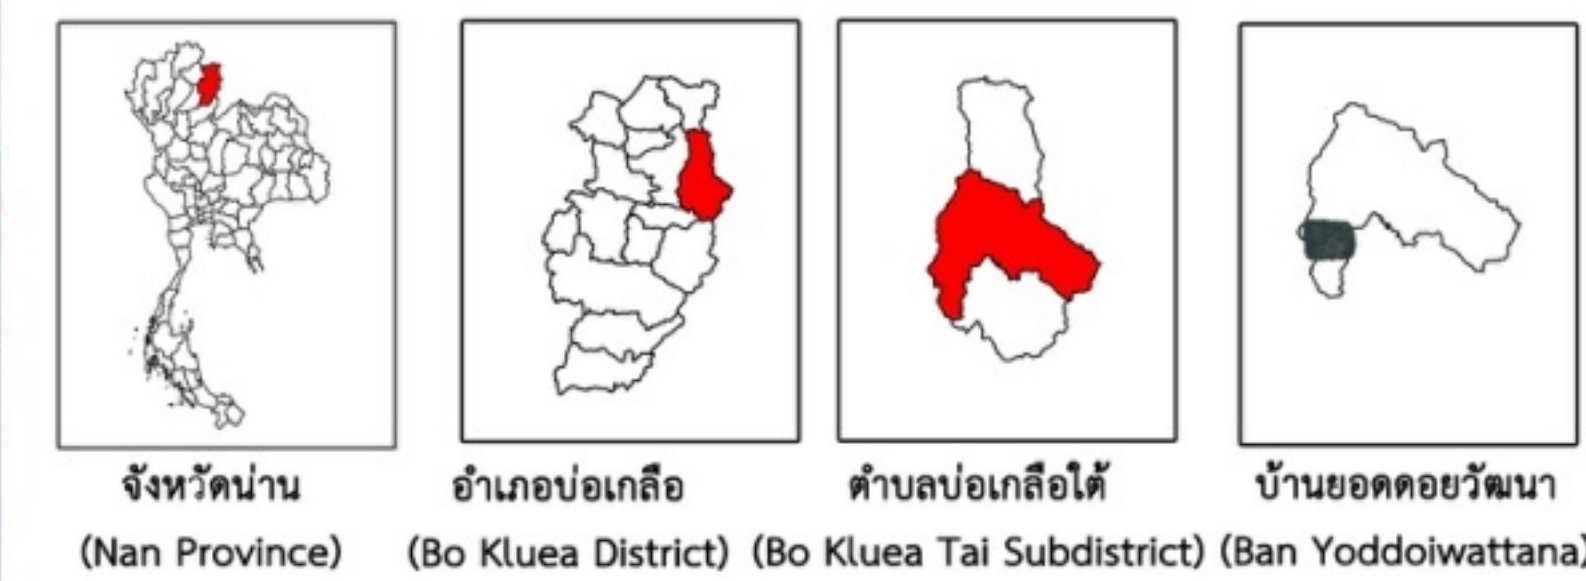 จังหวัดน่าน อำเภอบ่อเกลือ ตำบลบ่อเกลือใต้ บ้านยอดดอยวัฒนา
(Nan Province) (Bo Kluea District) (Bo Kluea Tai Subdistrict) (Ban Yoddoiwattana)